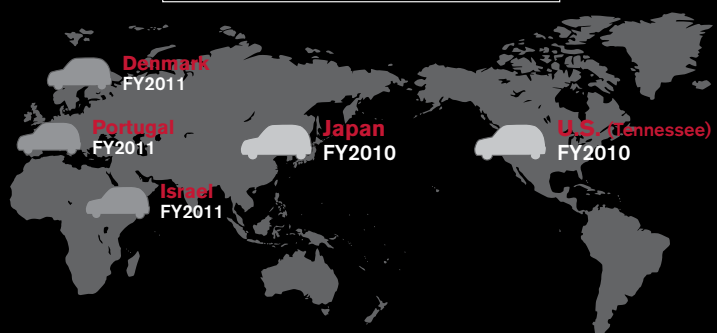 Denmark
FY2011
Portugal
FY2011
Japan
FY2010
U.S. (Tennessee)
FY2010
Israel
FY2011